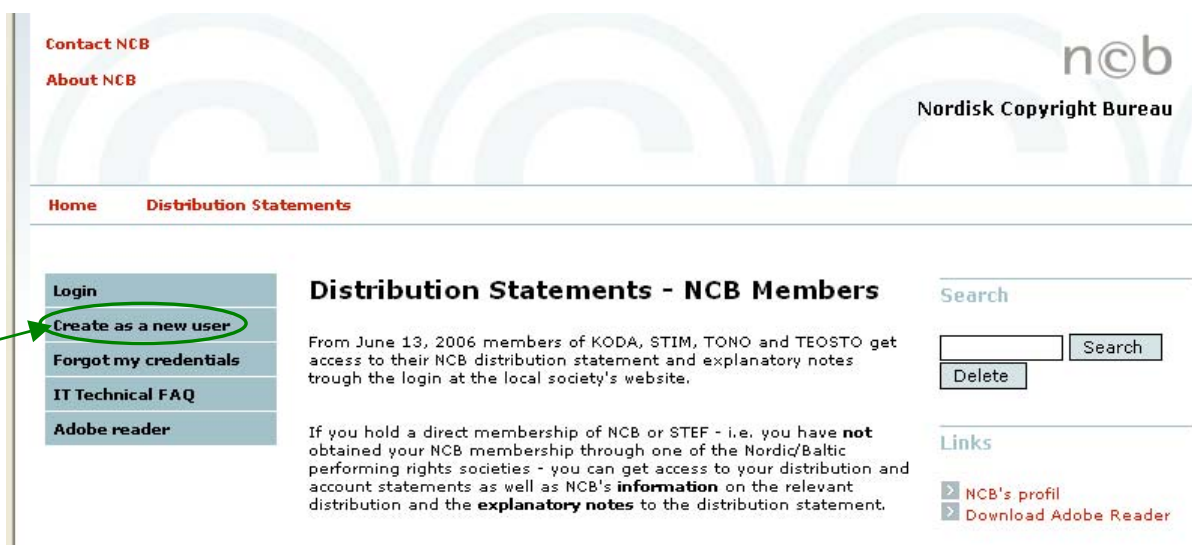 Contact NCB
About NCB
n©b
Nordisk Copyright Bureau
Home Distribution Statements
Login
Create as a new user
Forgot my credentials
IT Technical FAQ
Adobe reader
Distribution Statements - NCB Members
From June 13, 2006 members of KODA, STIM, TONO and TEOSTO get
access to their NCB distribution statement and explanatory notes
trough the login at the local society's website.
If you hold a direct membership of NCB or STEF - i.e. you have not
obtained your NCB membership through one of the Nordic/Baltic
performing rights societies - you can get access to your distribution and
account statements as well as NCB's information on the relevant
distribution and the explanatory notes to the distribution statement.
Search
Search
Delete
Links
NCB's profil
Download Adobe Reader